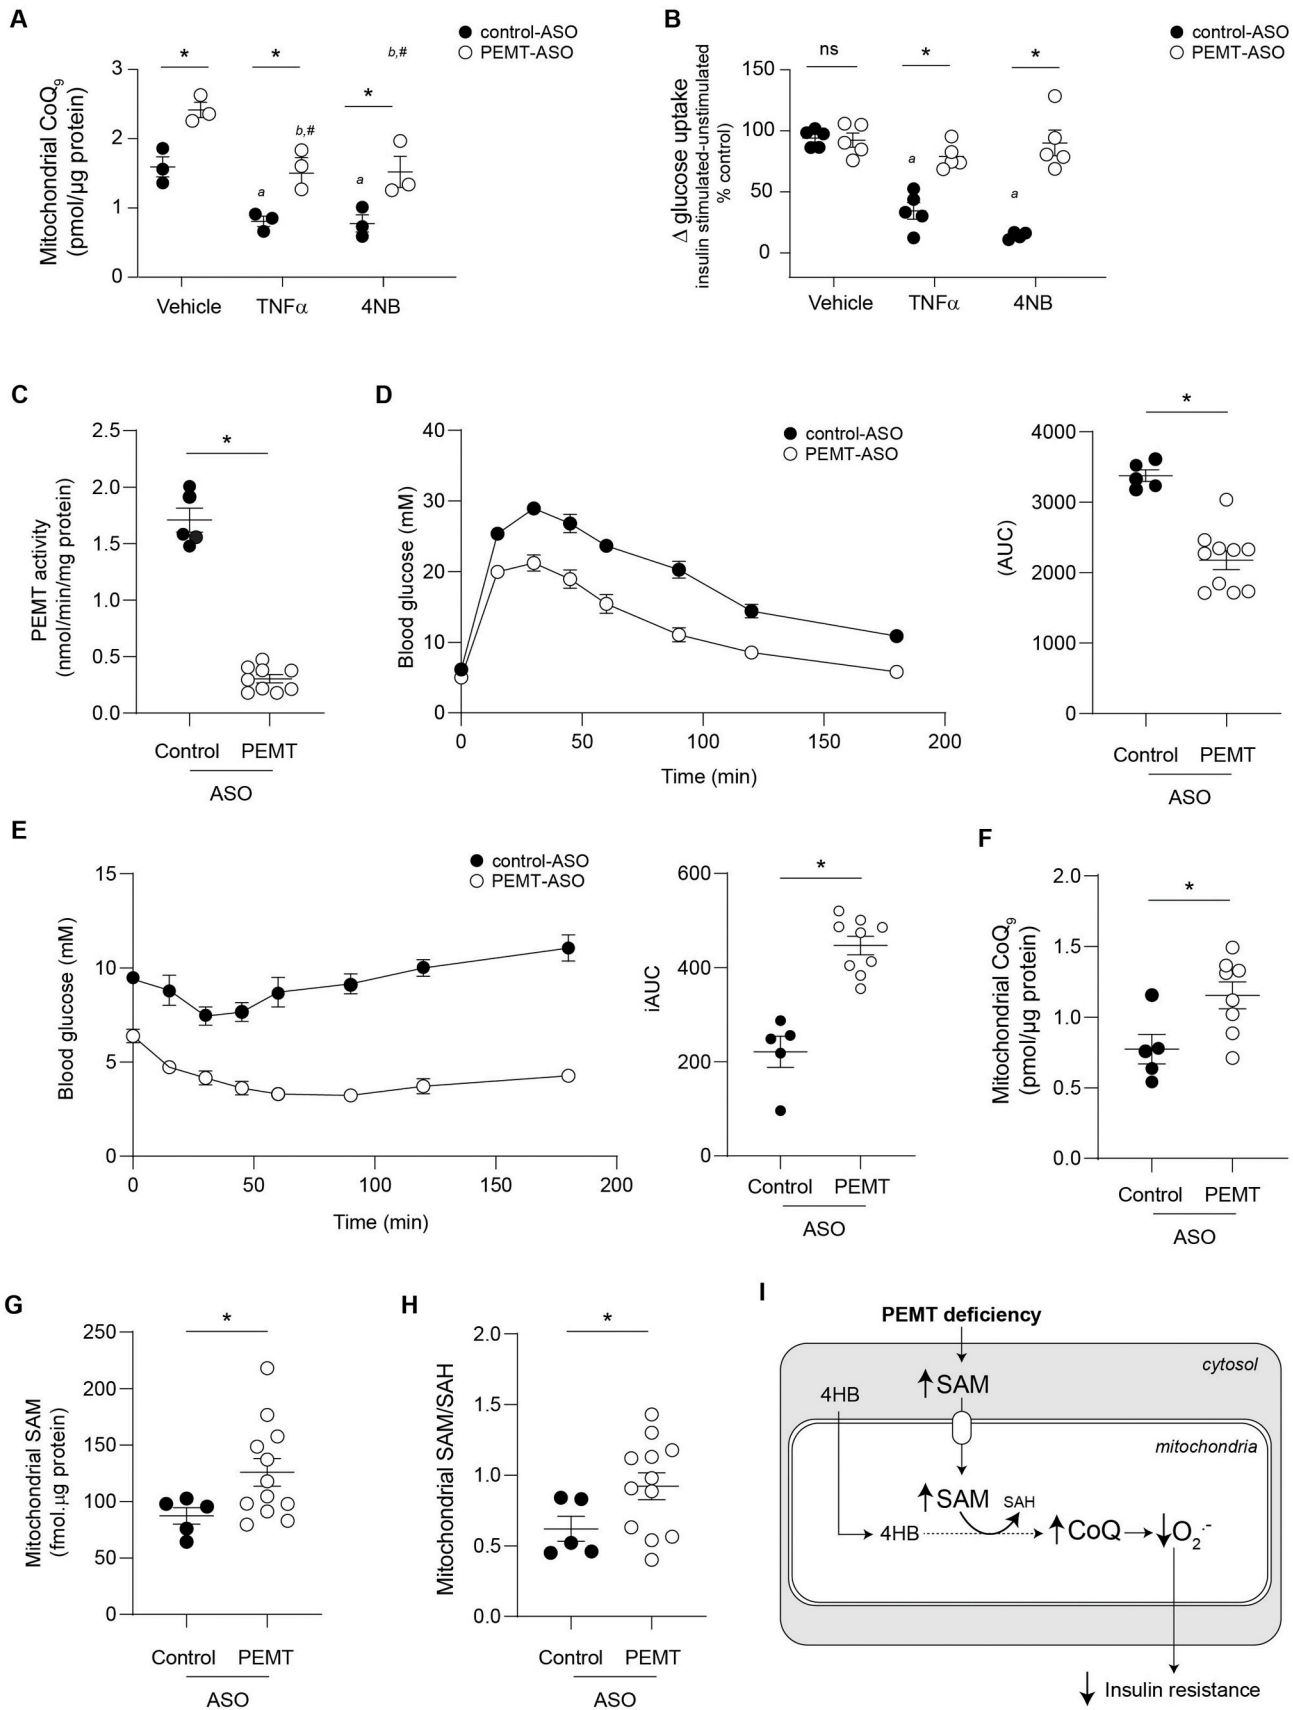 A
control-ASO
PEMT-ASO
Mitochondrial CoQ9
(pmol/µg protein)
3
2
1
0
*
*
*
b,#
b,#
a
a
Vehicle
TNFα
4NB
B
control-ASO
PEMT-ASO
Δ glucose uptake
insulin stimulated-unstimulated
% control)
150
100
50
0
ns
*
*
a
a
Vehicle
TNFα
4NB
C
PEMT activity
(nmol/min/mg protein)
2.5
2.0
1.5
1.0
0.5
0.0
*
Control
PEMT
ASO
D
control-ASO
PEMT-ASO
Blood glucose (mM)
40
30
20
10
0
0
50
100
150
200
Time (min)
(AUC)
4000
3000
2000
1000
0
*
Control
PEMT
ASO
E
control-ASO
PEMT-ASO
Blood glucose (mM)
15
10
5
0
0
50
100
150
200
Time (min)
iAUC
600
400
200
0
*
Control
PEMT
ASO
F
Mitochondrial CoQ9
(pmol/µg protein)
2.0
1.5
1.0
0.5
0.0
*
Control
PEMT
ASO
G
Mitochondrial SAM
(fmol.µg protein)
250
200
150
100
50
0
*
Control
PEMT
ASO
H
Mitochondrial SAM/SAH
2.0
1.5
1.0
0.5
0.0
*
Control
PEMT
ASO
I
PEMT deficiency
cytosol
↑SAM
4HB
mitochondria
↑SAM
SAH
4HB
↑CoQ
↓O2·-
↓ Insulin resistance